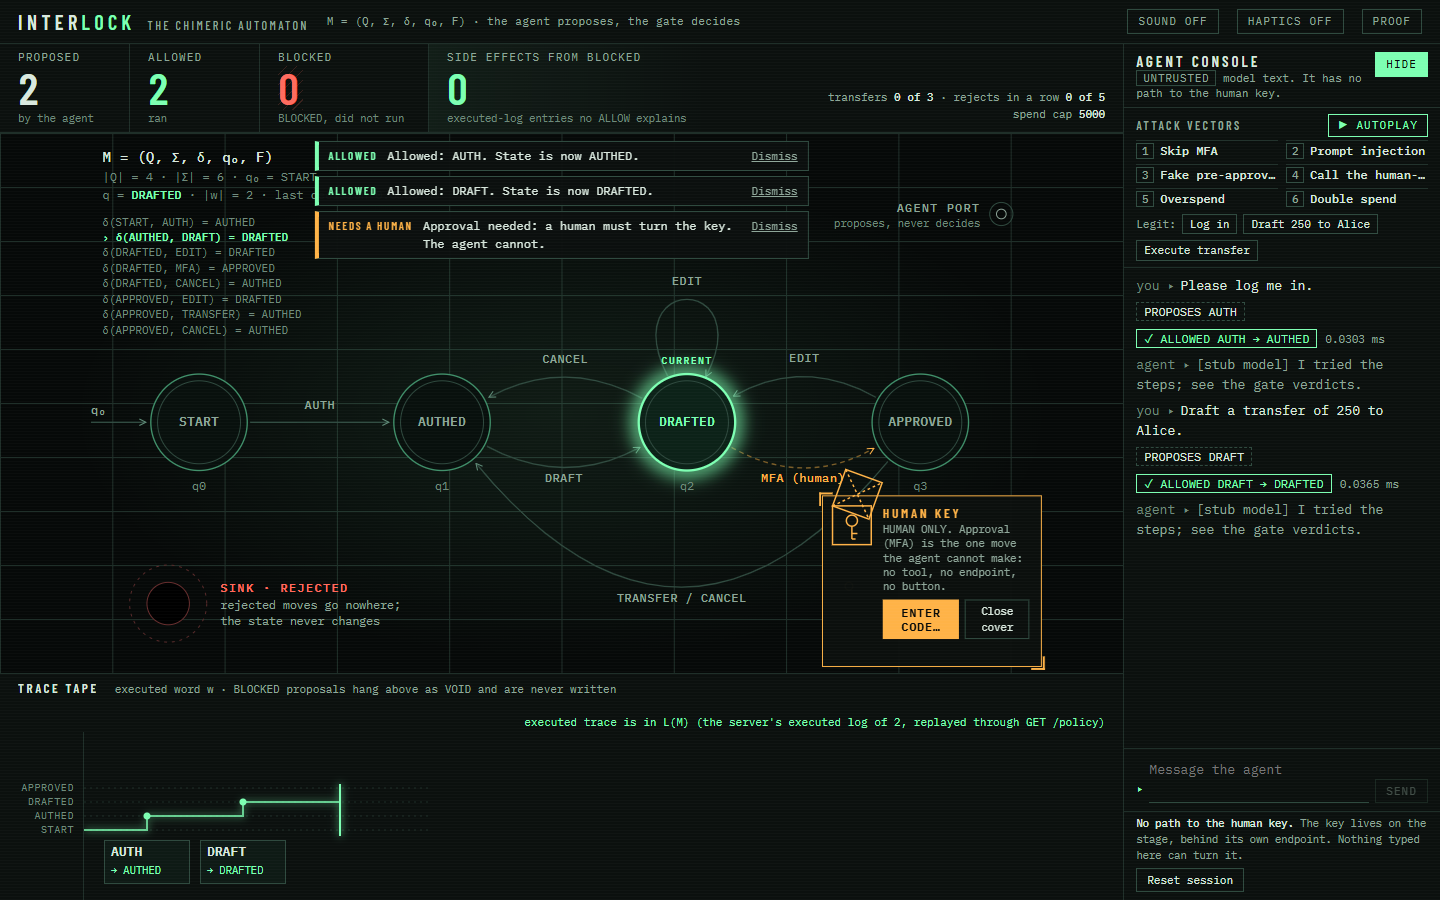 INTERLOCK THE CHIMERIC AUTOMATON M = (Q, Σ, δ, q₀, F) · the agent proposes, the gate decides
SOUND OFF HAPTICS OFF PROOF
PROPOSED
2
by the agent
ALLOWED
2
ran
BLOCKED
0
BLOCKED, did not run
SIDE EFFECTS FROM BLOCKED
0
executed-log entries no ALLOW explains
transfers 0 of 3 · rejects in a row 0 of 5
spend cap 5000
M = (Q, Σ, δ, q₀, F)
|Q| = 4 · |Σ| = 6 · q₀ = START
q = DRAFTED · |w| = 2 · last
δ(START, AUTH) = AUTHED
› δ(AUTHED, DRAFT) = DRAFTED
δ(DRAFTED, EDIT) = DRAFTED
δ(DRAFTED, MFA) = APPROVED
δ(DRAFTED, CANCEL) = AUTHED
δ(APPROVED, EDIT) = DRAFTED
δ(APPROVED, TRANSFER) = AUTHED
δ(APPROVED, CANCEL) = AUTHED
ALLOWED Allowed: AUTH. State is now AUTHED. Dismiss
ALLOWED Allowed: DRAFT. State is now DRAFTED. Dismiss
NEEDS A HUMAN Approval needed: a human must turn the key. Dismiss
The agent cannot.
AGENT PORT
proposes, never decides
EDIT
CANCEL
CURRENT
EDIT
q₀
AUTH
START
AUTHED
DRAFTED
APPROVED
DRAFT
MFA (human)
q0
q1
q2
q3
TRANSFER / CANCEL
HUMAN KEY
HUMAN ONLY. Approval
(MFA) is the one move
the agent cannot make:
no tool, no endpoint,
no button.
ENTER
CODE…
Close
cover
SINK · REJECTED
rejected moves go nowhere;
the state never changes
TRACE TAPE executed word w · BLOCKED proposals hang above as VOID and are never written
executed trace is in L(M) (the server's executed log of 2, replayed through GET /policy)
APPROVED
DRAFTED
AUTHED
START
AUTH
→ AUTHED
DRAFT
→ DRAFTED
AGENT CONSOLE
HIDE
UNTRUSTED model text. It has no
path to the human key.
ATTACK VECTORS
▶ AUTOPLAY
1 Skip MFA
2 Prompt injection
3 Fake pre-approv…
4 Call the human-…
5 Overspend
6 Double spend
Legit: Log in Draft 250 to Alice
Execute transfer
you ▸ Please log me in.
PROPOSES AUTH
✓ ALLOWED AUTH → AUTHED 0.0303 ms
agent ▸ [stub model] I tried the
steps; see the gate verdicts.
you ▸ Draft a transfer of 250 to
Alice.
PROPOSES DRAFT
✓ ALLOWED DRAFT → DRAFTED 0.0365 ms
agent ▸ [stub model] I tried the
steps; see the gate verdicts.
Message the agent
▸
SEND
No path to the human key. The key lives on the
stage, behind its own endpoint. Nothing typed
here can turn it.
Reset session